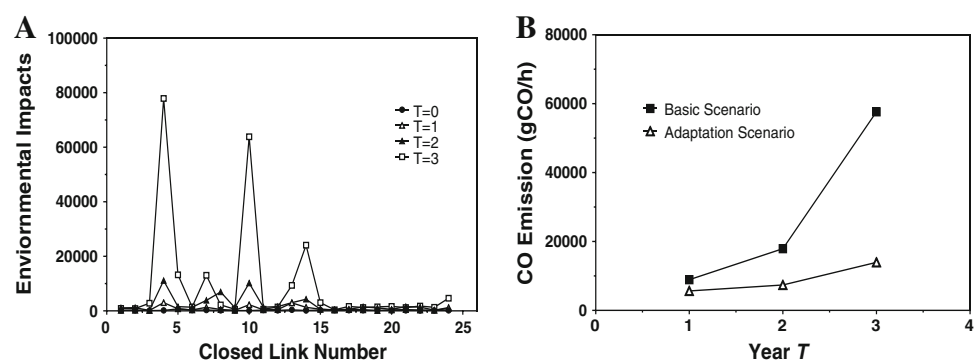 A
100000
80000
60000
40000
20000
0
0
5
10
15
20
25
Enviornmental Impacts
Closed Link Number
T=0
T=1
T=2
T=3
B
80000
60000
40000
20000
0
0
1
2
3
4
CO Emission (gCO/h)
Year T
Basic Scenario
Adaptation Scenario